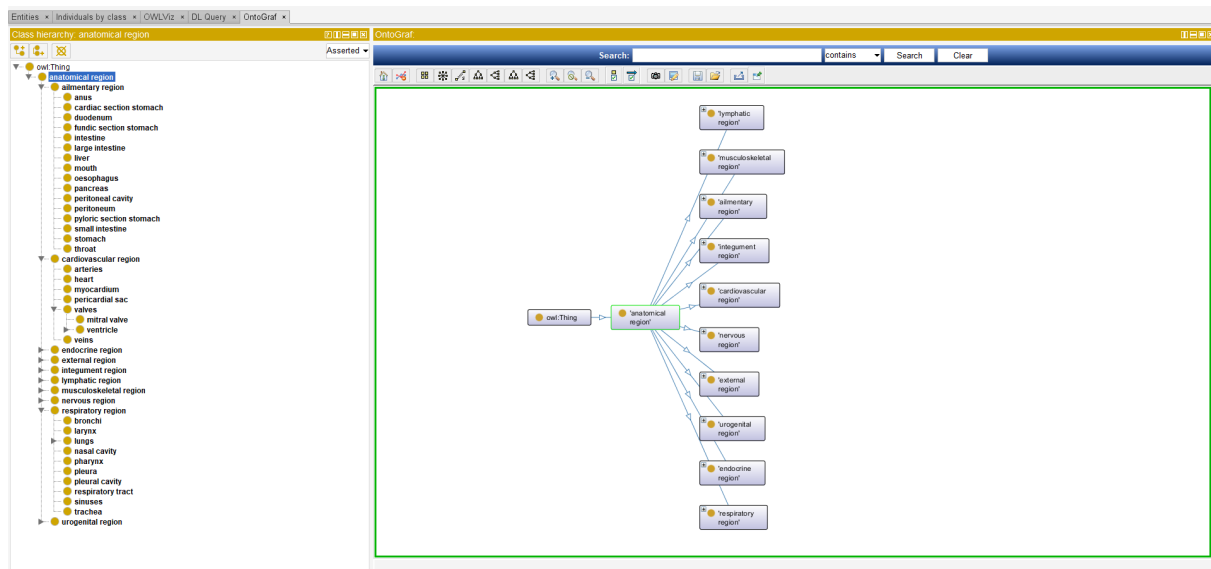 Entities × Individuals by class × OWLViz × DL Query × OntoGraf ×
Class hierarchy: anatomical region
Asserted
owl:Thing
anatomical region
ailmentary region
anus
cardiac section stomach
duodenum
fundic section stomach
intestine
large intestine
liver
mouth
oesophagus
pancreas
peritoneal cavity
peritoneum
pyloric section stomach
small intestine
stomach
throat
cardiovascular region
arteries
heart
myocardium
pericardial sac
valves
mitral valve
ventricle
veins
endocrine region
external region
integument region
lymphatic region
musculoskeletal region
nervous region
respiratory region
bronchi
larynx
lungs
nasal cavity
pharynx
pleura
pleural cavity
respiratory tract
sinuses
trachea
urogenital region
OntoGraf:
Search: contains Search Clear
owl:Thing
'anatomical
region'
'lymphatic
region'
'musculoskeletal
region'
'ailmentary
region'
'integument
region'
'cardiovascular
region'
'nervous
region'
'external
region'
'urogenital
region'
'endocrine
region'
'respiratory
region'